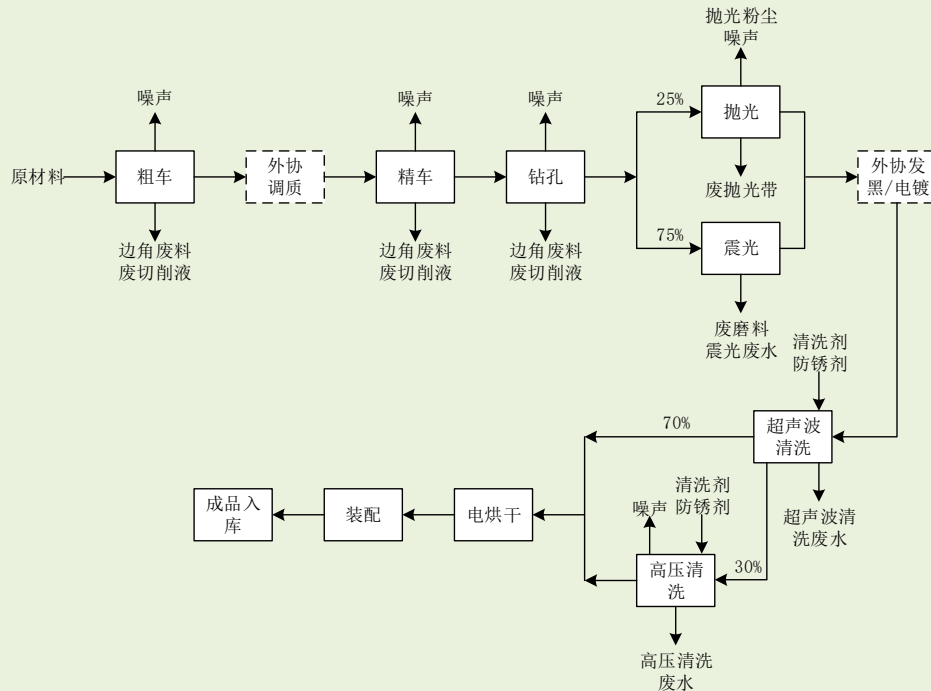 抛光粉尘
噪声
噪声
噪声
噪声
25%
抛光
原材料
粗车
外协
调质
精车
钻孔
外协发
黑/电镀
废抛光带
75%
震光
边角废料
废切削液
边角废料
废切削液
边角废料
废切削液
废磨料
震光废水
清洗剂
防锈剂
70%
超声波
清洗
成品入
库
装配
电烘干
噪声
清洗剂
防锈剂
超声波清
洗废水
高压清
洗
30%
高压清洗
废水